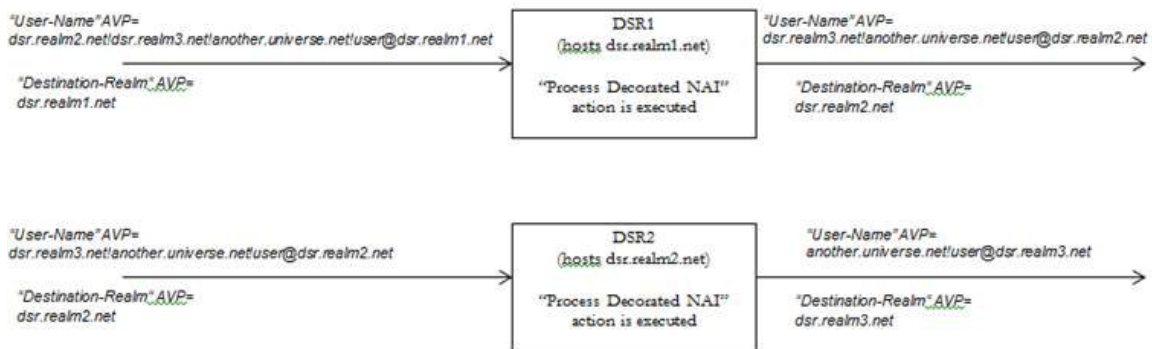 "User-Name"AVP=
dsr.realm2.net!dsr.realm3.net!another.universe.net!user@dsr.realm1.net
"Destination-Realm" AVP=
dsr.realm1.net
DSR1
(hosts dsr.realm1.net)
"Process Decorated NAI"
action is executed
"User-Name"AVP=
dsr.realm3.net!another.universe.net!user@dsr.realm2.net
"Destination-Realm" AVP=
dsr.realm2.net
"User-Name"AVP=
dsr.realm3.net!another.universe.net!user@dsr.realm2.net
"Destination-Realm" AVP=
dsr.realm2.net
DSR2
(hosts dsr.realm2.net)
"Process Decorated NAI"
action is executed
"User-Name"AVP=
another.universe.net!user@dsr.realm3.net
"Destination-Realm" AVP=
dsr.realm3.net